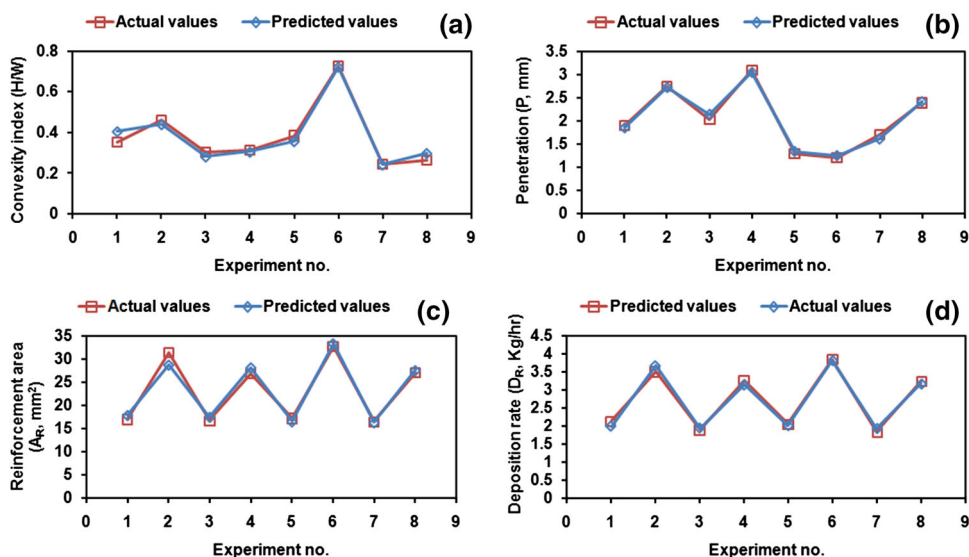 Actual values Predicted values (a)
Convexity index (H/W)
0.8
0.6
0.4
0.2
0
0 1 2 3 4 5 6 7 8 9
Experiment no.
Actual values Predicted values (b)
Penetration (P, mm)
3.5
3
2.5
2
1.5
1
0.5
0
0 1 2 3 4 5 6 7 8 9
Experiment no.
Actual values Predicted values (c)
Reinforcement area
(AR, mm²)
35
30
25
20
15
10
5
0
0 1 2 3 4 5 6 7 8 9
Experiment no.
Predicted values Actual values (d)
Deposition rate (DR, Kg/hr)
4.5
4
3.5
3
2.5
2
1.5
1
0.5
0
0 1 2 3 4 5 6 7 8 9
Experiment no.